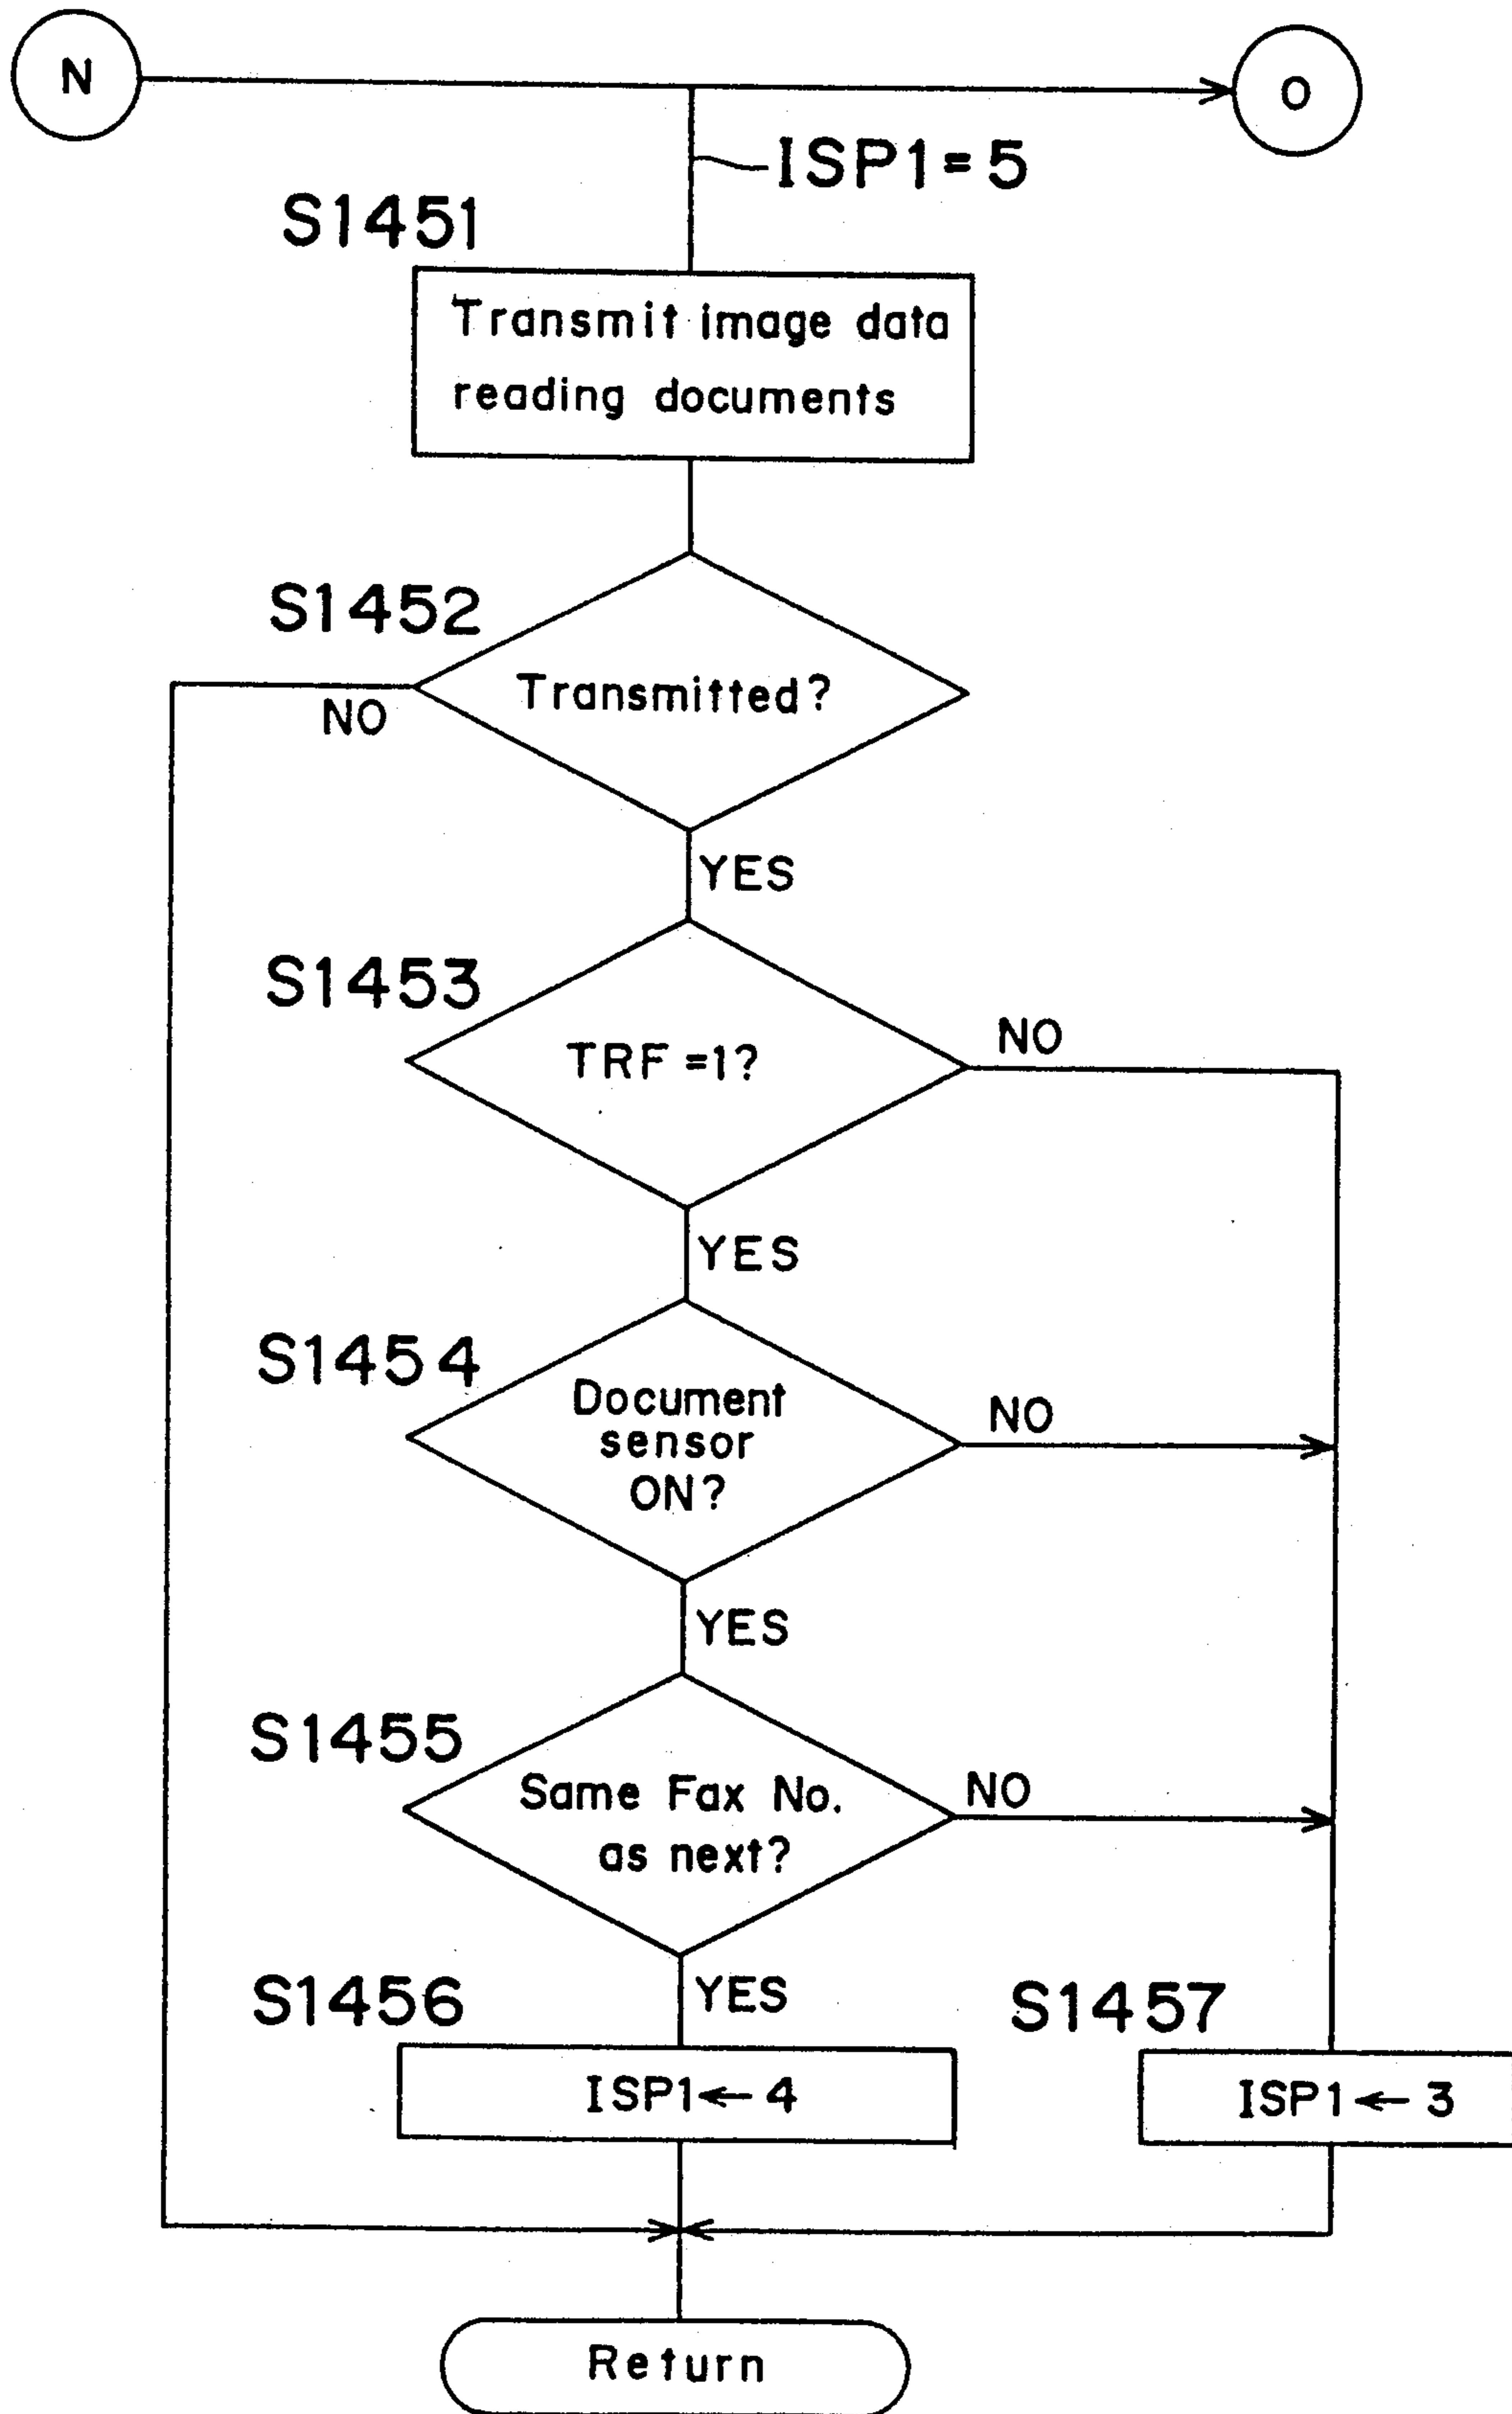 N
O
ISP1=5
S1451
Transmit image data
reading documents
S1452
Transmitted?
NO
YES
S1453
TRF=1?
NO
YES
S1454
Document
sensor
ON?
NO
YES
S1455
Same Fax No.
as next?
NO
YES
S1456
ISP1←4
S1457
ISP1←3
Return